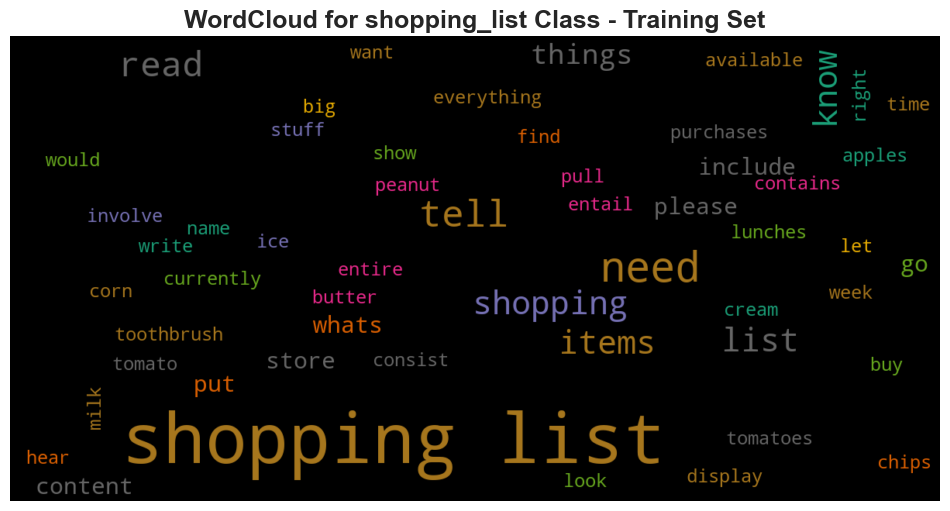 WordCloud for shopping_list Class - Training Set
read
want
things
available
know
right
big
everything
time
stuff
find
purchases
would
show
apples
peanut
pull
include
contains
involve
tell
entail
please
name
lunches
write
ice
let
currently
entire
need
go
corn
butter
shopping
week
whats
cream
toothbrush
items
list
tomato
store
consist
buy
put
milk
shopping list
tomatoes
hear
chips
content
look
display